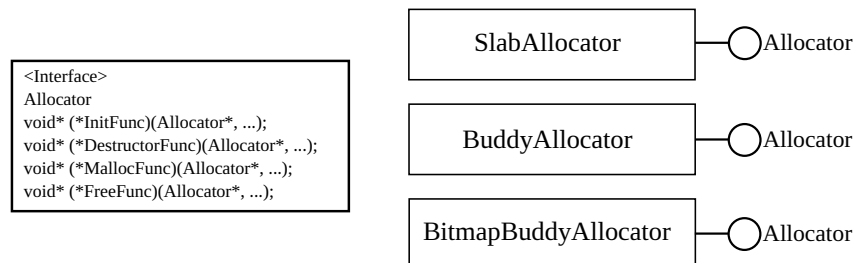 <Interface>
Allocator
void* (*InitFunc)(Allocator*, ...);
void* (*DestructorFunc)(Allocator*, ...);
void* (*MallocFunc)(Allocator*, ...);
void* (*FreeFunc)(Allocator*, ...);
SlabAllocator
Allocator
BuddyAllocator
Allocator
BitmapBuddyAllocator
Allocator